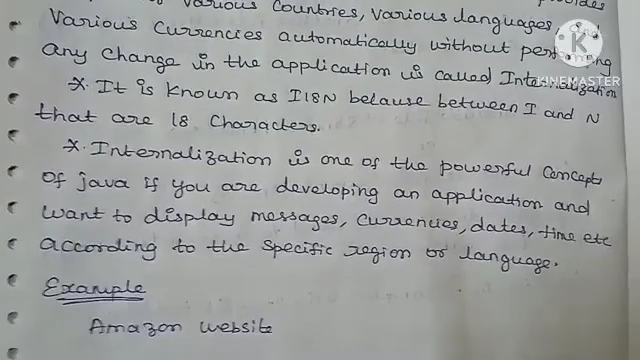 of various Countries, various languages, and
various Currencies automatically without performing
any Change in the application is called
* It is known as I18N because between I and N
that are 18 characters.
* Internalization is one of the powerful Concepts
of java if you are developing an application and
want to display messages, currencies, dates, time etc
according to the specific region or language.
Example
Amazon website
KINEMASTER